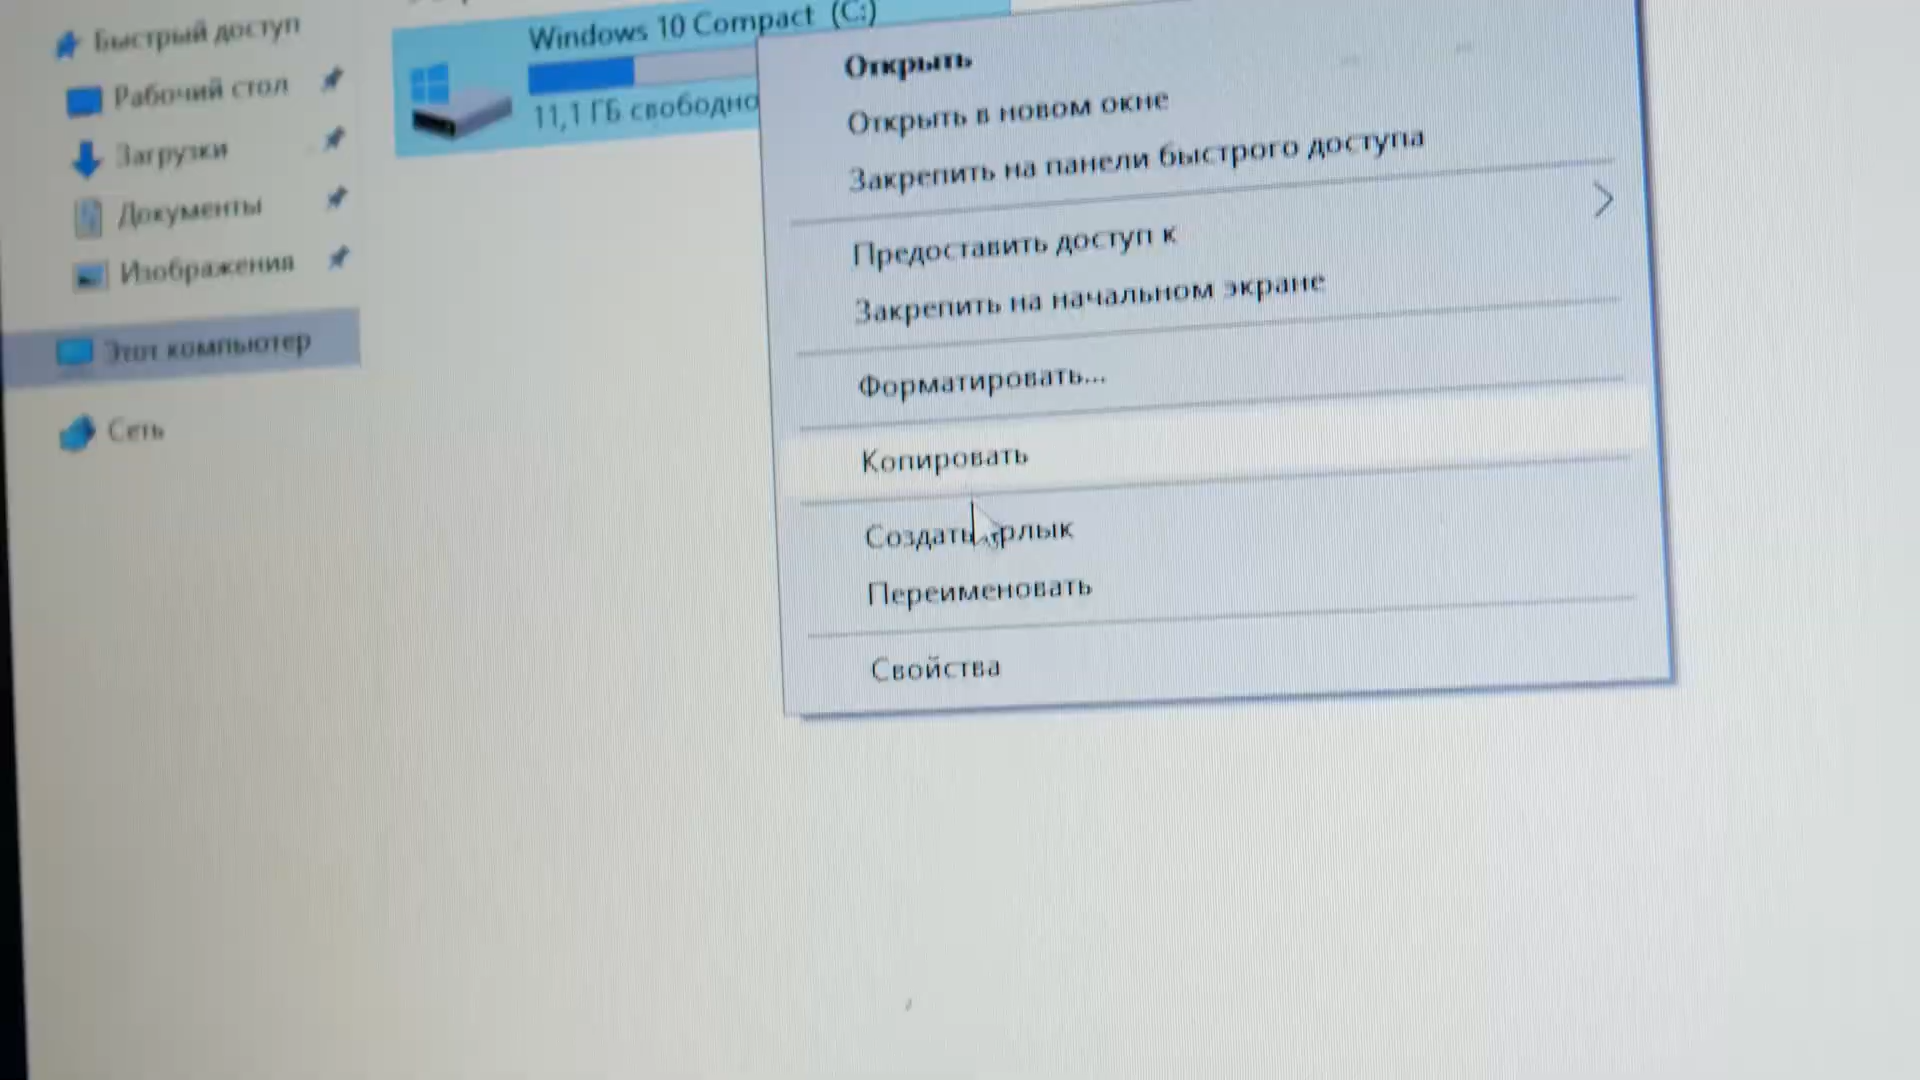 Быстрый доступ
Рабочий стол
Загрузки
Документы
Изображения
Этот компьютер
Сеть
Windows 10 Compact (C:)
11,1 ГБ свободно
Открыть
Открыть в новом окне
Закрепить на панели быстрого доступа
Предоставить доступ к
Закрепить на начальном экране
Форматировать...
Копировать
Создать ярлык
Переименовать
Свойства